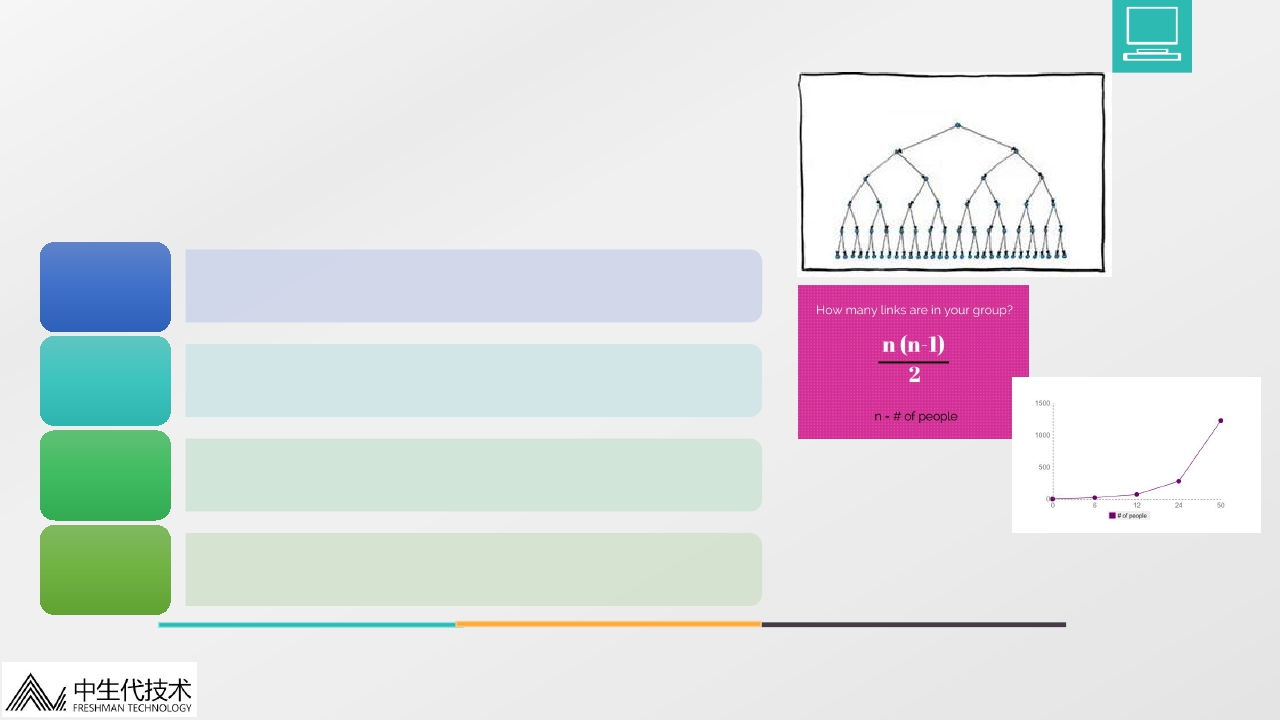 How many links are in your group?
n (n-1)
2
n - # of people
1500
1000
500
0
0 6 12 24 50
# of people
中生代技术
FRESHMAN TECHNOLOGY